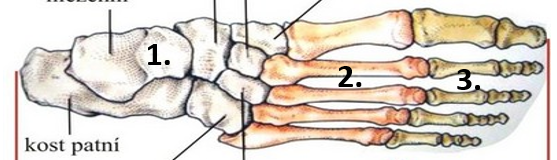 1.
2.
3.
kost patní